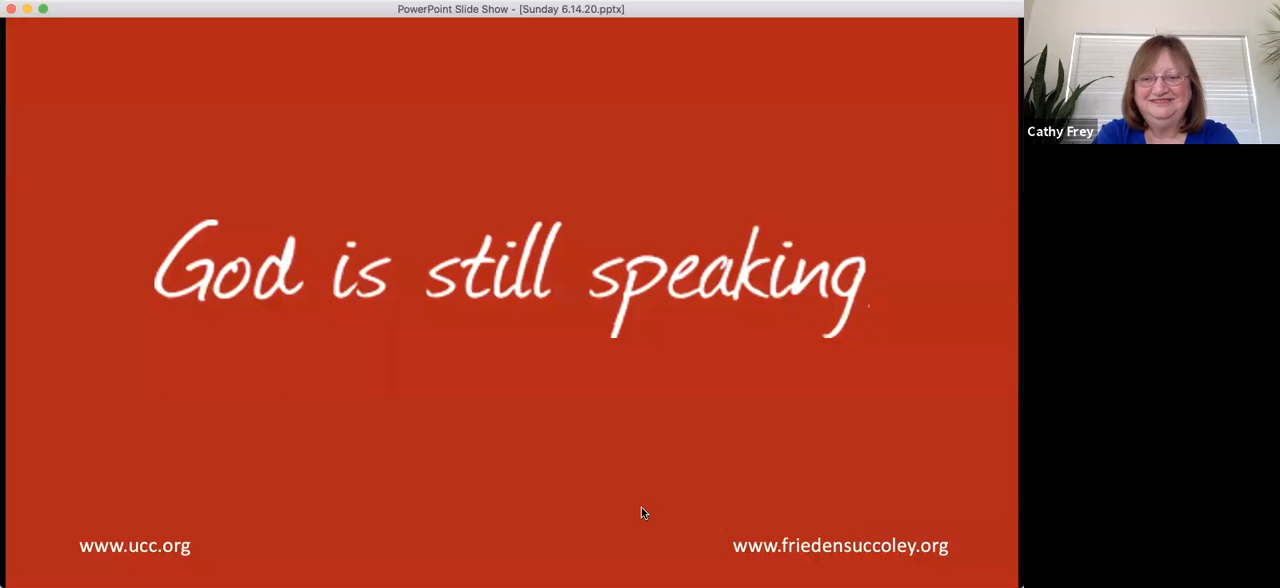 PowerPoint Slide Show - [Sunday 6.14.20.pptx]
God is still speaking
Cathy Frey
www.ucc.org
www.friedensuccoley.org